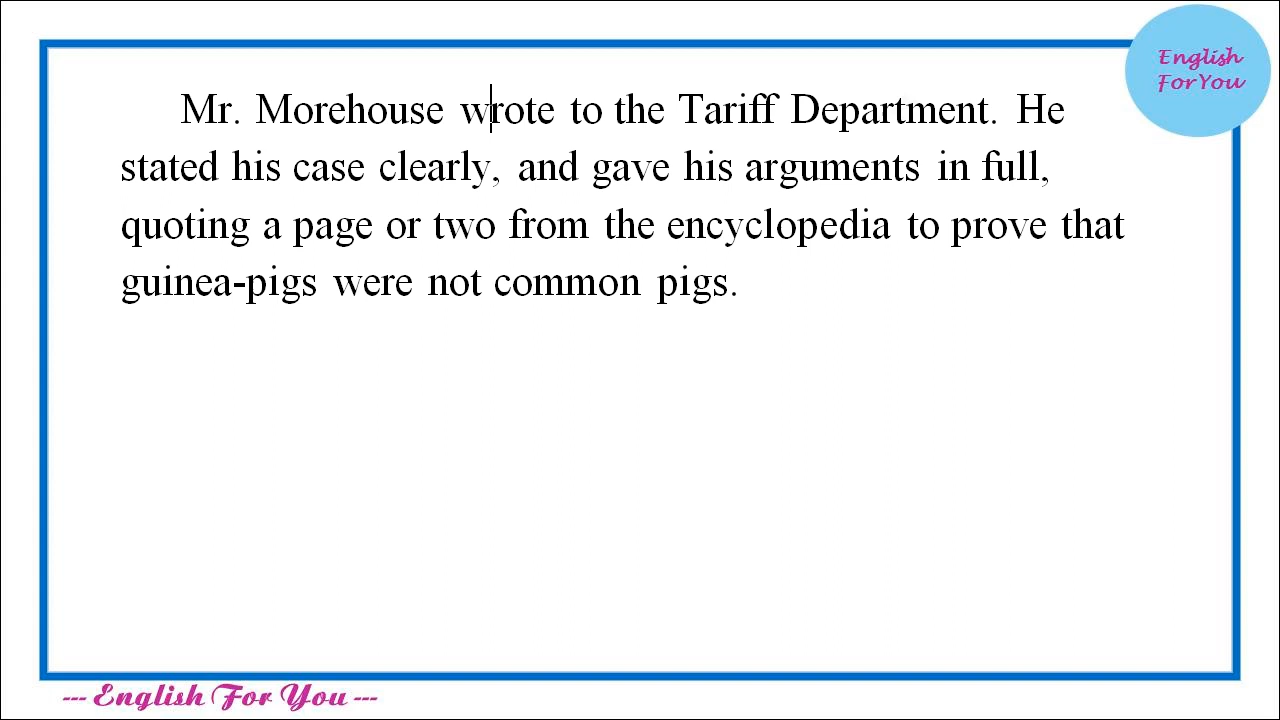 English
ForYou
Mr. Morehouse wrote to the Tariff Department. He
stated his case clearly, and gave his arguments in full,
quoting a page or two from the encyclopedia to prove that
guinea-pigs were not common pigs.
--- English For You ---